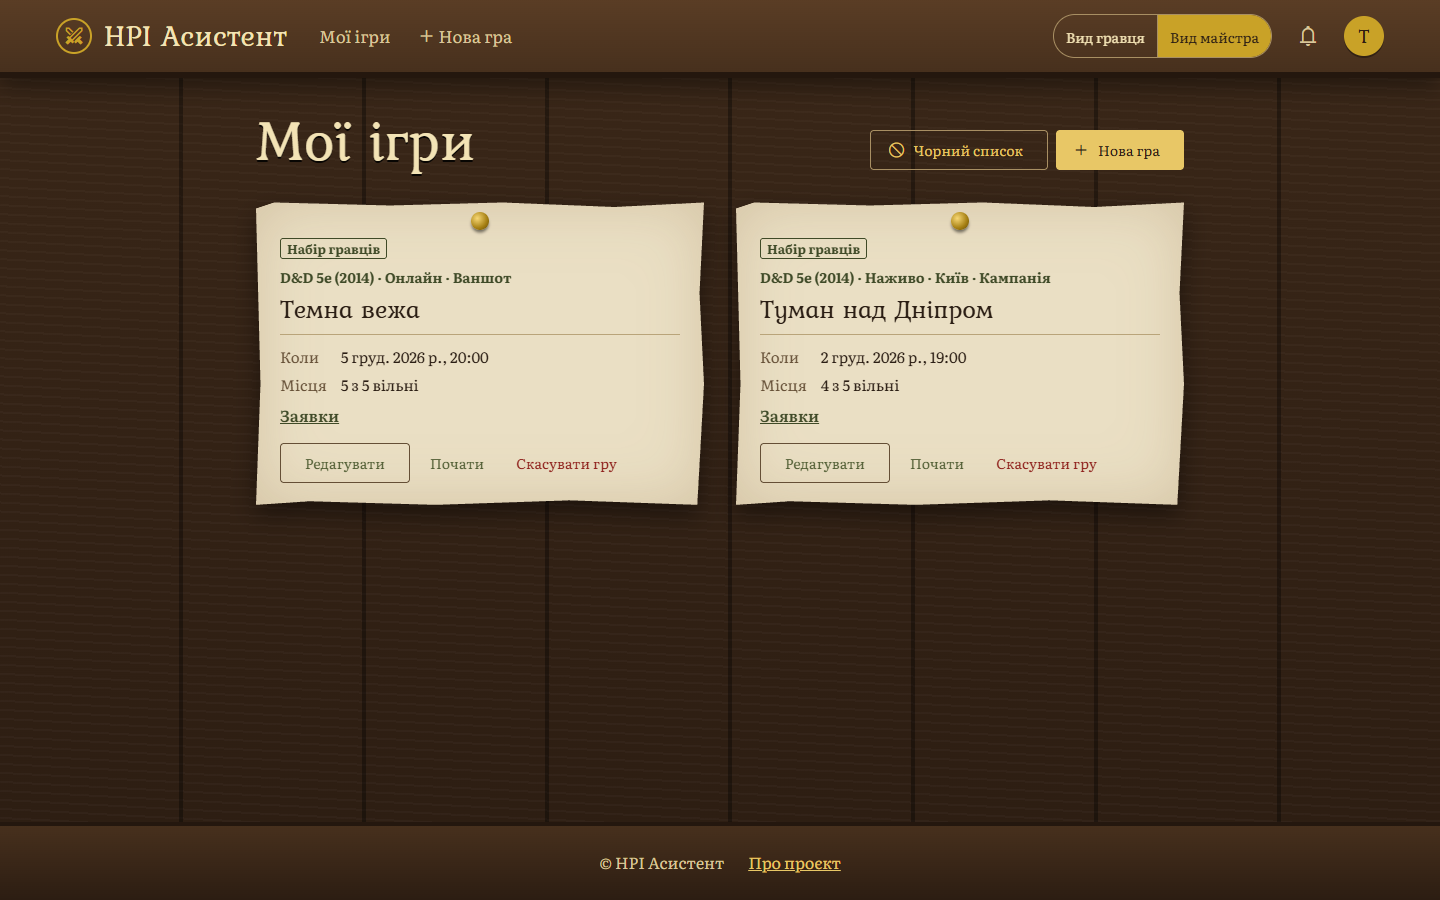 НРІ Асистент
Мої ігри
+ Нова гра
Вид гравця
Вид майстра
Т
Мої ігри
Чорний список
+ Нова гра
Набір гравців
D&D 5e (2014) · Онлайн · Ваншот
Темна вежа
Коли 5 груд. 2026 р., 20:00
Місця 5 з 5 вільні
Заявки
Редагувати
Почати
Скасувати гру
Набір гравців
D&D 5e (2014) · Наживо · Київ · Кампанія
Туман над Дніпром
Коли 2 груд. 2026 р., 19:00
Місця 4 з 5 вільні
Заявки
Редагувати
Почати
Скасувати гру
© НРІ Асистент
Про проєкт